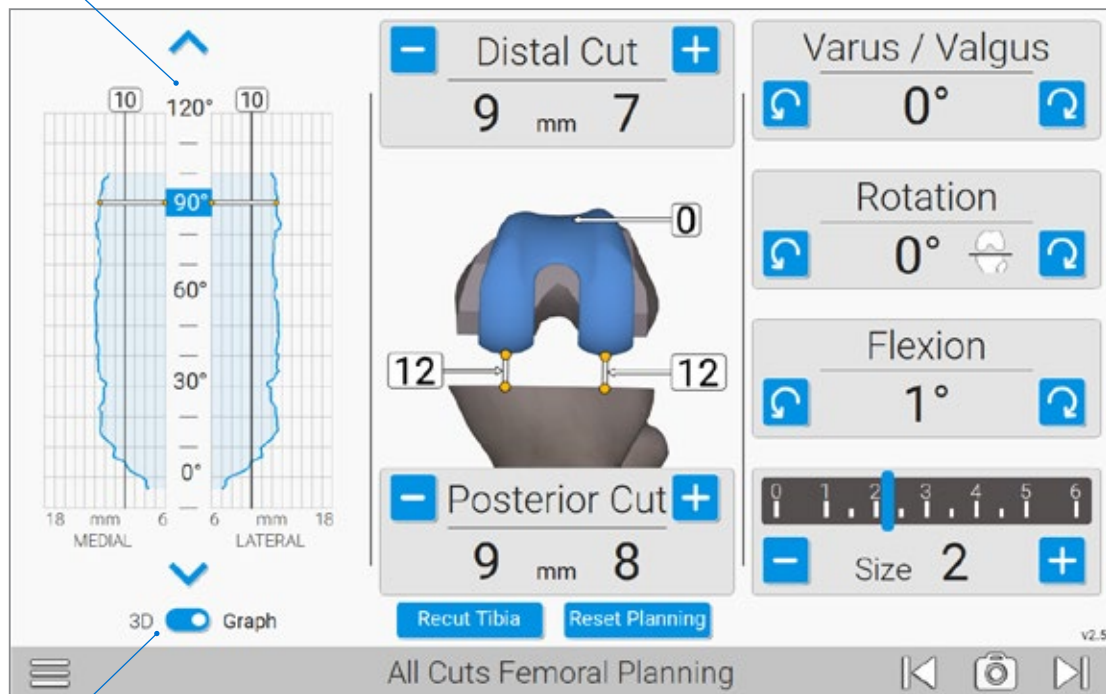 10 120° 10
90°
60°
30°
0°
18 mm 6 6 mm 18
MEDIAL LATERAL
3D Graph
Distal Cut
9 mm 7
0
12 12
Posterior Cut
9 mm 8
Recut Tibia Reset Planning
Varus / Valgus
0°
Rotation
0°
Flexion
1°
0 1 2 3 4 5 6
Size 2
v2.5
All Cuts Femoral Planning